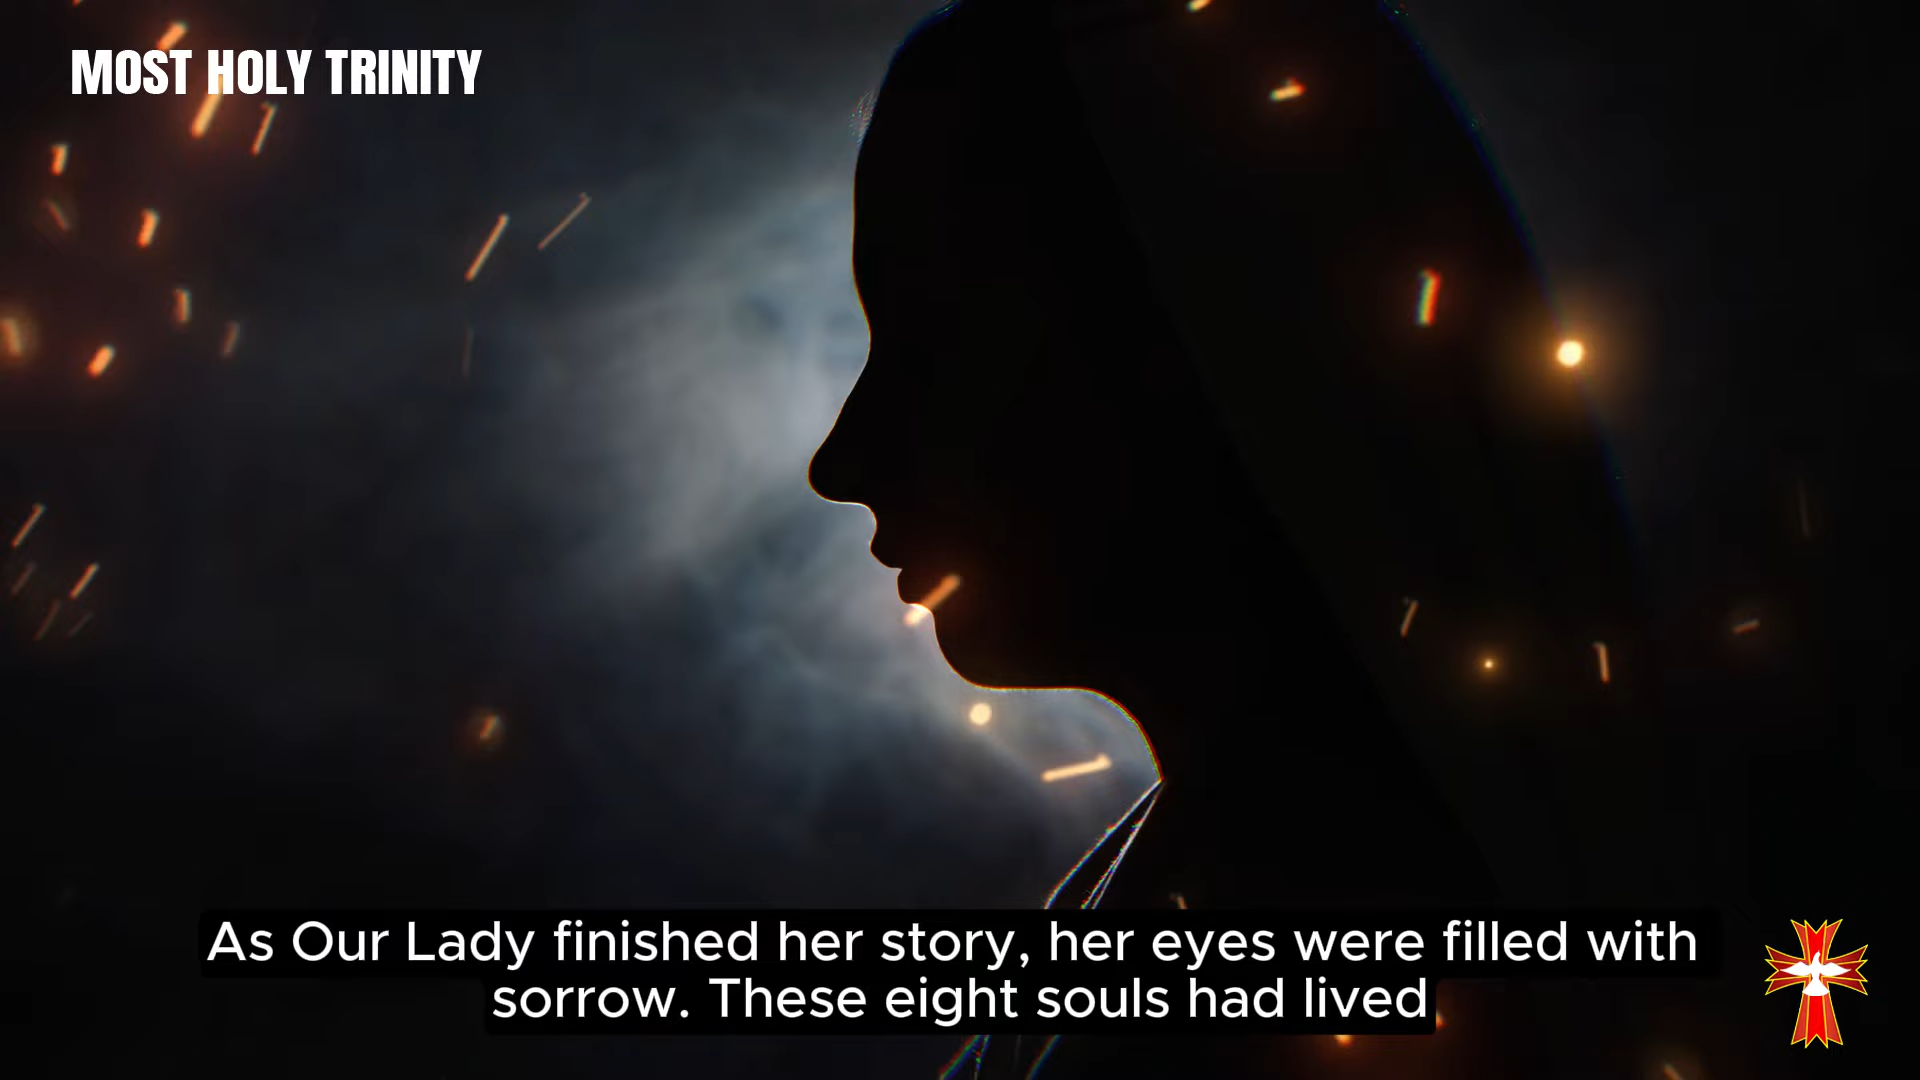 MOST HOLY TRINITY
As Our Lady finished her story, her eyes were filled with
sorrow. These eight souls had lived